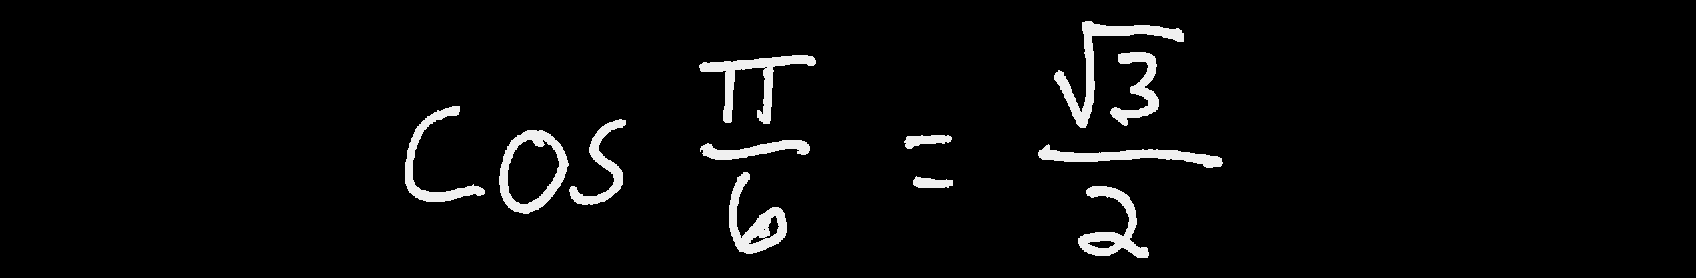 cos π/6 = √3/2